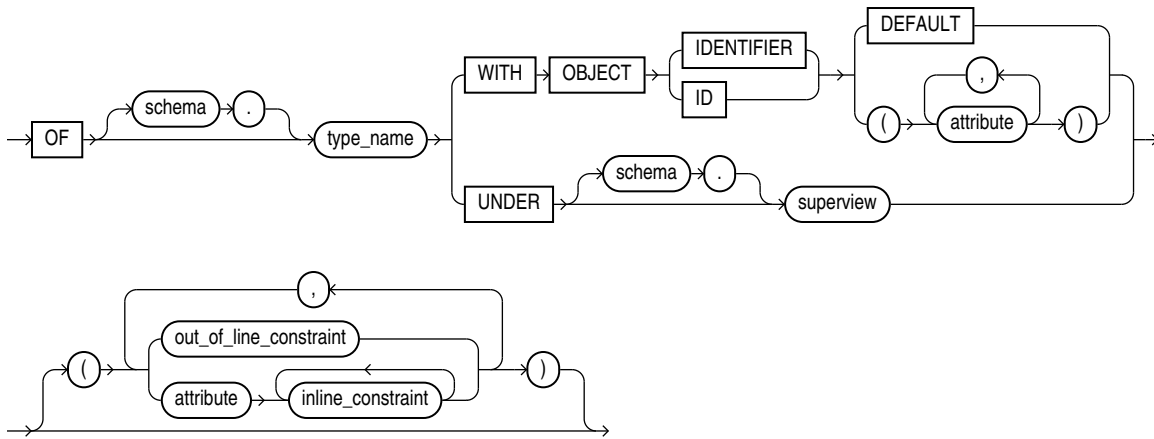 OF schema . type_name WITH OBJECT IDENTIFIER ID DEFAULT ( attribute , )
UNDER schema . superview
( out_of_line_constraint , )
attribute inline_constraint